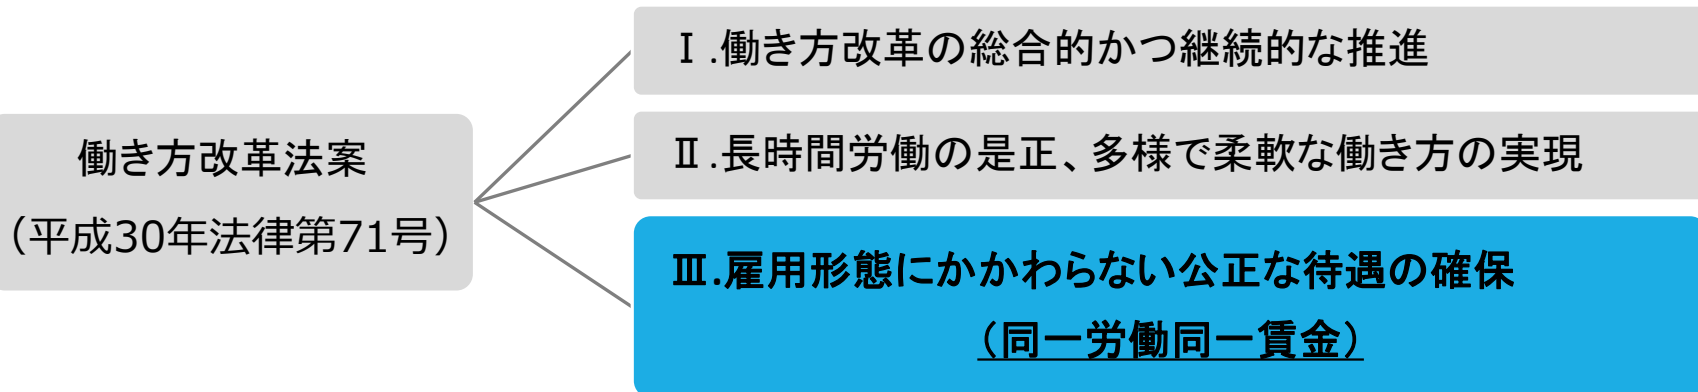 働き方改革法案
（平成30年法律第71号）
Ⅰ.働き方改革の総合的かつ継続的な推進
Ⅱ.長時間労働の是正、多様で柔軟な働き方の実現
Ⅲ.雇用形態にかかわらない公正な待遇の確保
（同一労働同一賃金）